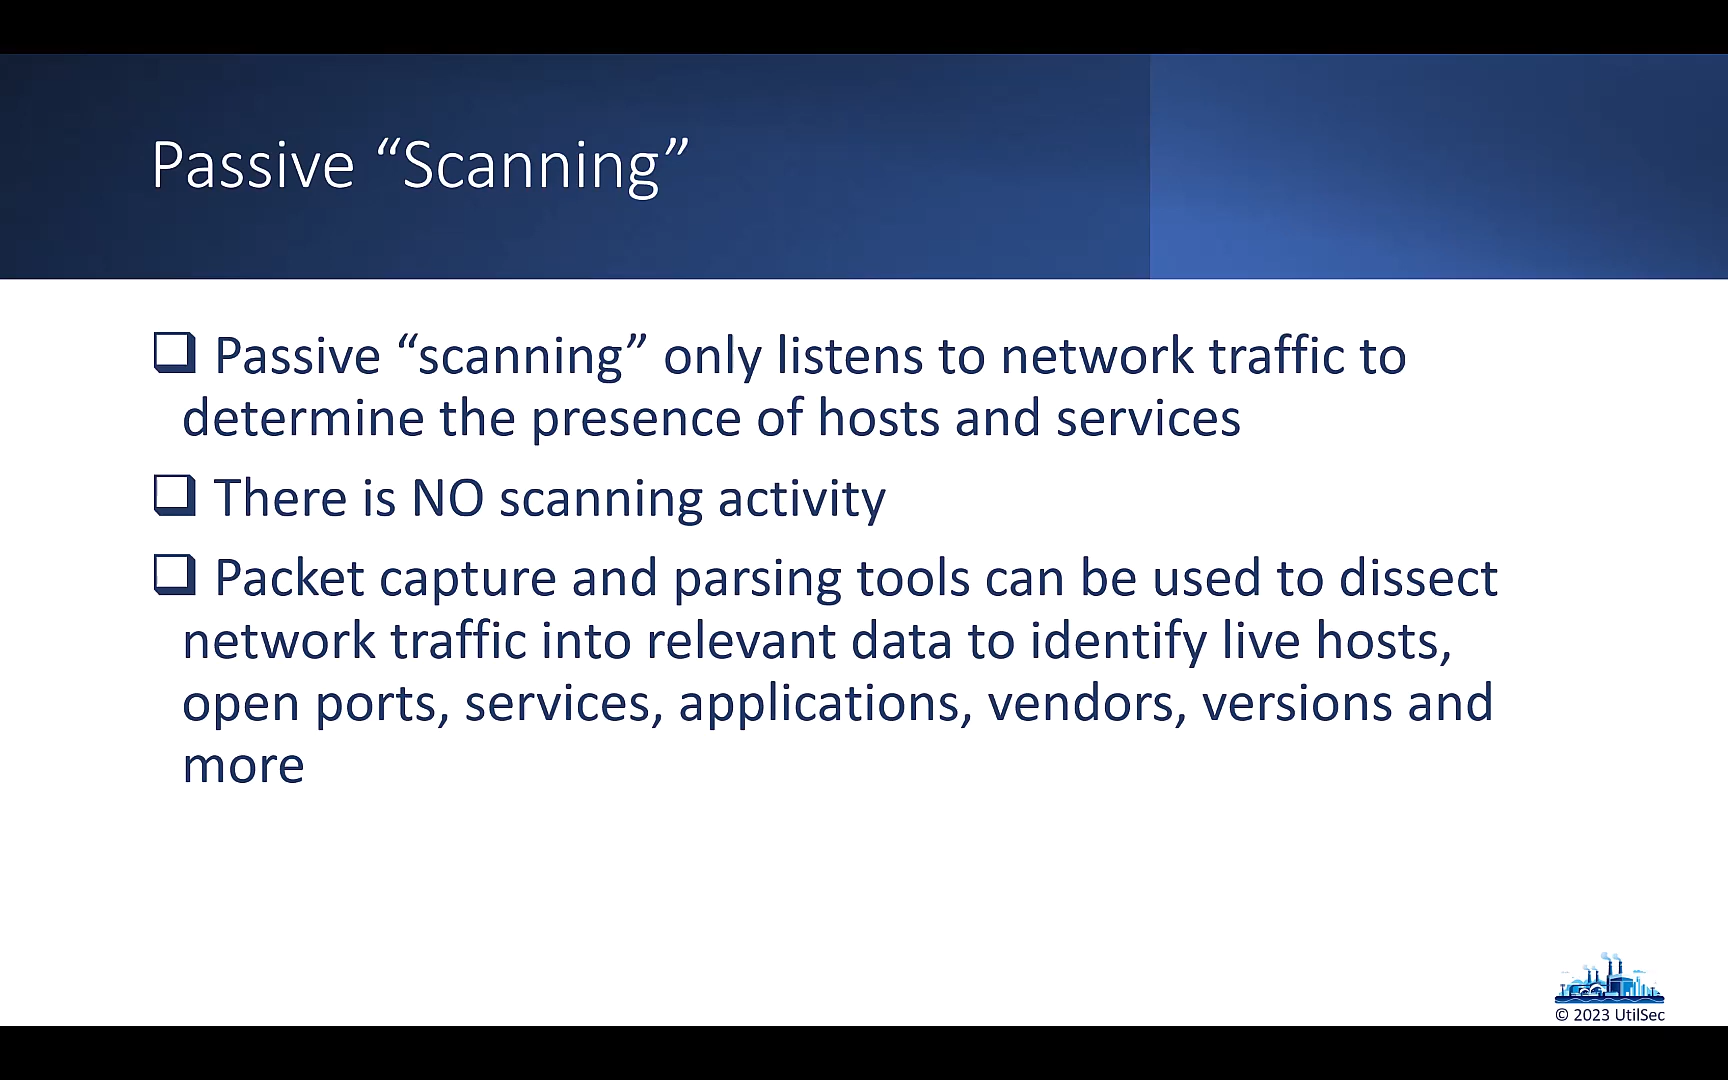 Passive “Scanning”
Passive “scanning” only listens to network traffic to
determine the presence of hosts and services
There is NO scanning activity
Packet capture and parsing tools can be used to dissect
network traffic into relevant data to identify live hosts,
open ports, services, applications, vendors, versions and
more
© 2023 UtilSec